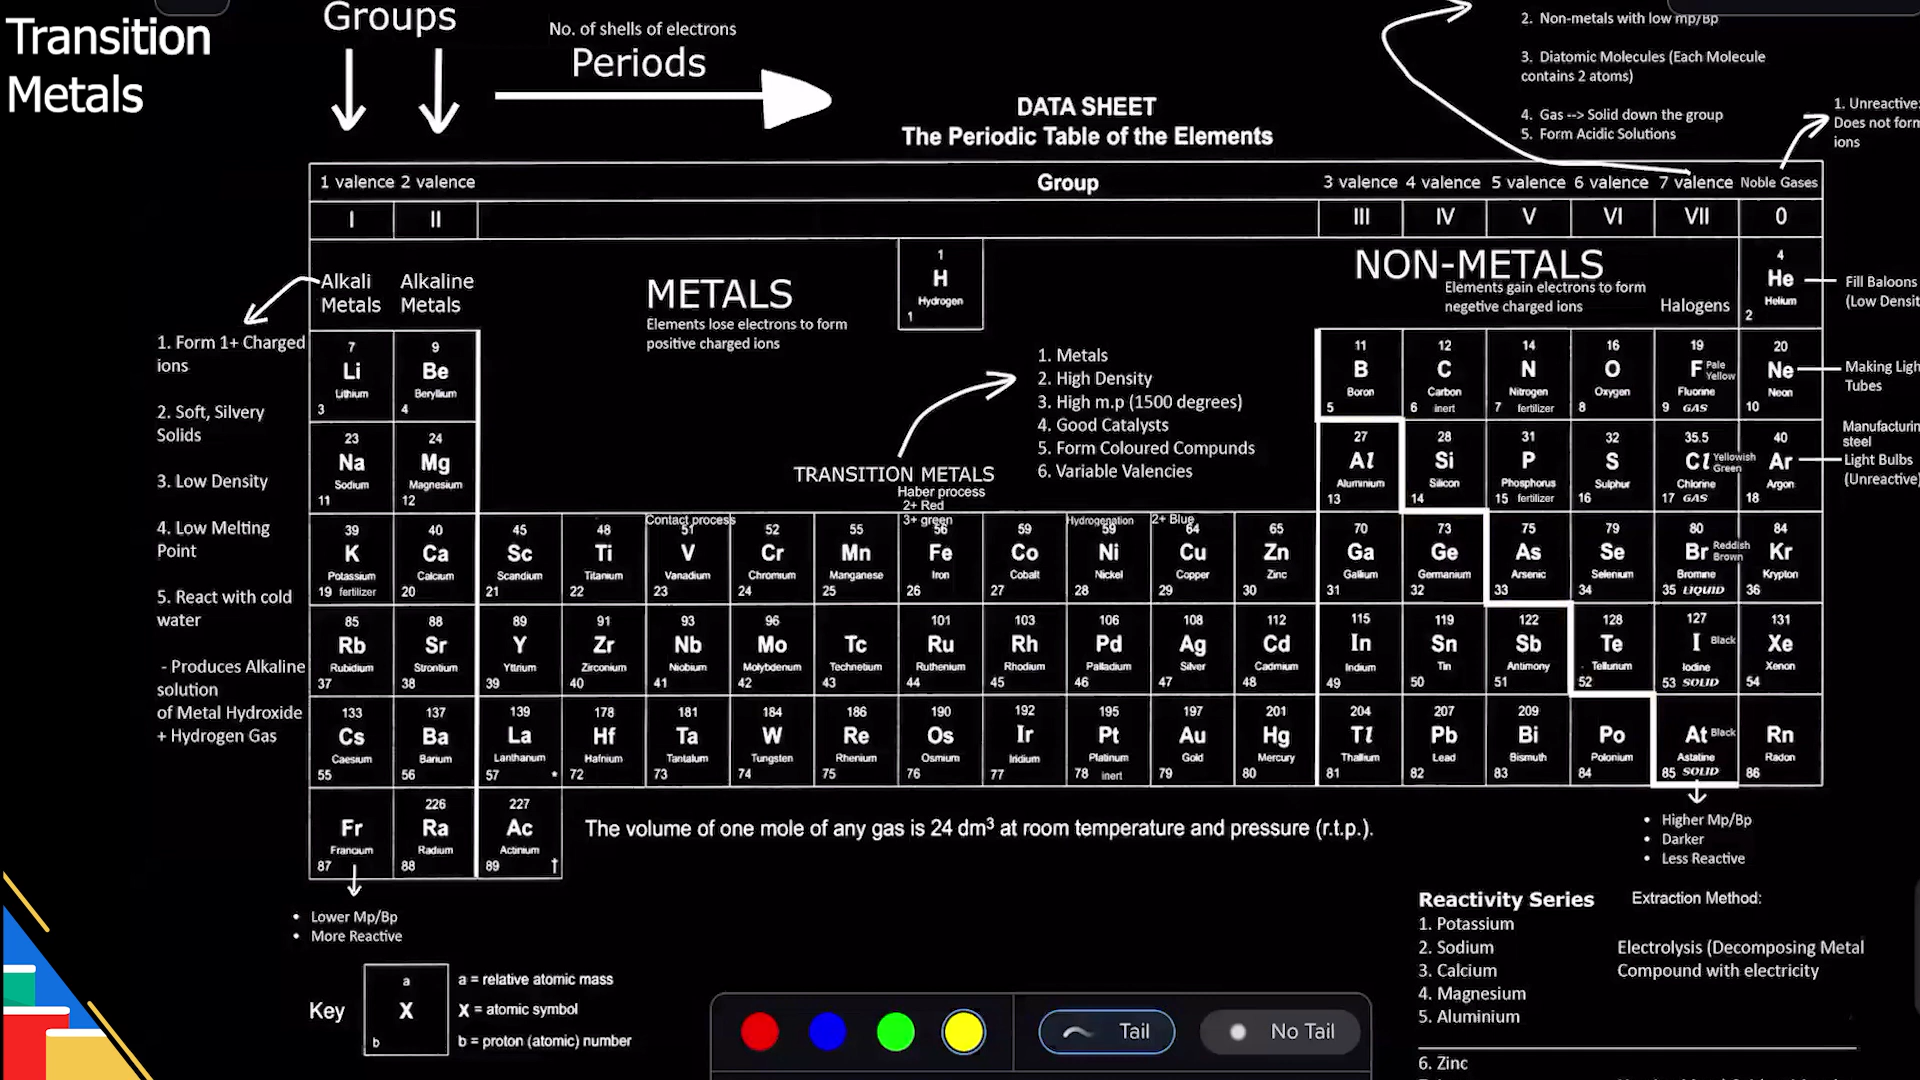 Transition
Metals
Groups
No. of shells of electrons
Periods
2. Non-metals with low mp/Bp
3. Diatomic Molecules (Each Molecule
contains 2 atoms)
4. Gas --> Solid down the group
5. Form Acidic Solutions
1. Unreactive:
Does not form
ions
DATA SHEET
The Periodic Table of the Elements
1 valence 2 valence Group 3 valence 4 valence 5 valence 6 valence 7 valence Noble Gases
I II III IV V VI VII 0
Alkali
Metals
Alkaline
Metals
METALS
Elements lose electrons to form
positive charged ions
1
H
Hydrogen
1
NON-METALS
Elements gain electrons to form
negetive charged ions
Halogens
4
He
Helium
2
Fill Baloons
(Low Densit
1. Form 1+ Charged
ions
2. Soft, Silvery
Solids
3. Low Density
4. Low Melting
Point
5. React with cold
water
- Produces Alkaline
solution
of Metal Hydroxide
+ Hydrogen Gas
1. Metals
2. High Density
3. High m.p (1500 degrees)
4. Good Catalysts
5. Form Coloured Compunds
6. Variable Valencies
TRANSITION METALS
Haber process
2+ Red
3+ green
Contact process
Hydrogenation
2+ Blue
7 9 11 12 14 16 19 20
Li Be B C N O F Pale Yellow Ne
Lithium Beryllium Boron Carbon Nitrogen Oxygen Fluorine Neon
3 4 5 6 inert 7 fertilizer 8 9 GAS 10
Making Ligh
Tubes
23 24 27 28 31 32 35.5 40
Na Mg Al Si P S Cl Yellowish Green Ar
Sodium Magnesium Aluminium Silicon Phosphorus Sulphur Chlorine Argon
11 12 13 14 15 fertilizer 16 17 GAS 18
Manufacturin
steel
Light Bulbs
(Unreactive)
39 40 45 48 51 52 55 56 59 59 64 65 70 73 75 79 80 84
K Ca Sc Ti V Cr Mn Fe Co Ni Cu Zn Ga Ge As Se Br Reddish Brown Kr
Potassium Calcium Scandium Titanium Vanadium Chromium Manganese Iron Cobalt Nickel Copper Zinc Gallium Germanium Arsenic Selenium Bromine Krypton
19 fertilizer 20 21 22 23 24 25 26 27 28 29 30 31 32 33 34 35 LIQUID 36
85 88 89 91 93 96 101 103 106 108 112 115 119 122 128 127 131
Rb Sr Y Zr Nb Mo Tc Ru Rh Pd Ag Cd In Sn Sb Te I Black Xe
Rubidium Strontium Yttrium Zirconium Niobium Molybdenum Technetium Ruthenium Rhodium Palladium Silver Cadmium Indium Tin Antimony Tellurium Iodine Xenon
37 38 39 40 41 42 43 44 45 46 47 48 49 50 51 52 53 SOLID 54
133 137 139 178 181 184 186 190 192 195 197 201 204 207 209
Cs Ba La Hf Ta W Re Os Ir Pt Au Hg Tl Pb Bi Po At Black Rn
Caesium Barium Lanthanum Hafnium Tantalum Tungsten Rhenium Osmium Iridium Platinum Gold Mercury Thallium Lead Bismuth Polonium Astatine Radon
55 56 57 * 72 73 74 75 76 77 78 inert 79 80 81 82 83 84 85 SOLID 86
226 227
Fr Ra Ac
Francium Radium Actinium
87 88 89 †
The volume of one mole of any gas is 24 dm³ at room temperature and pressure (r.t.p.).
• Higher Mp/Bp
• Darker
• Less Reactive
• Lower Mp/Bp
• More Reactive
Key
a
X
b
a = relative atomic mass
X = atomic symbol
b = proton (atomic) number
Reactivity Series
1. Potassium
2. Sodium
3. Calcium
4. Magnesium
5. Aluminium
6. Zinc
Extraction Method:
Electrolysis (Decomposing Metal
Compound with electricity
Tail
No Tail